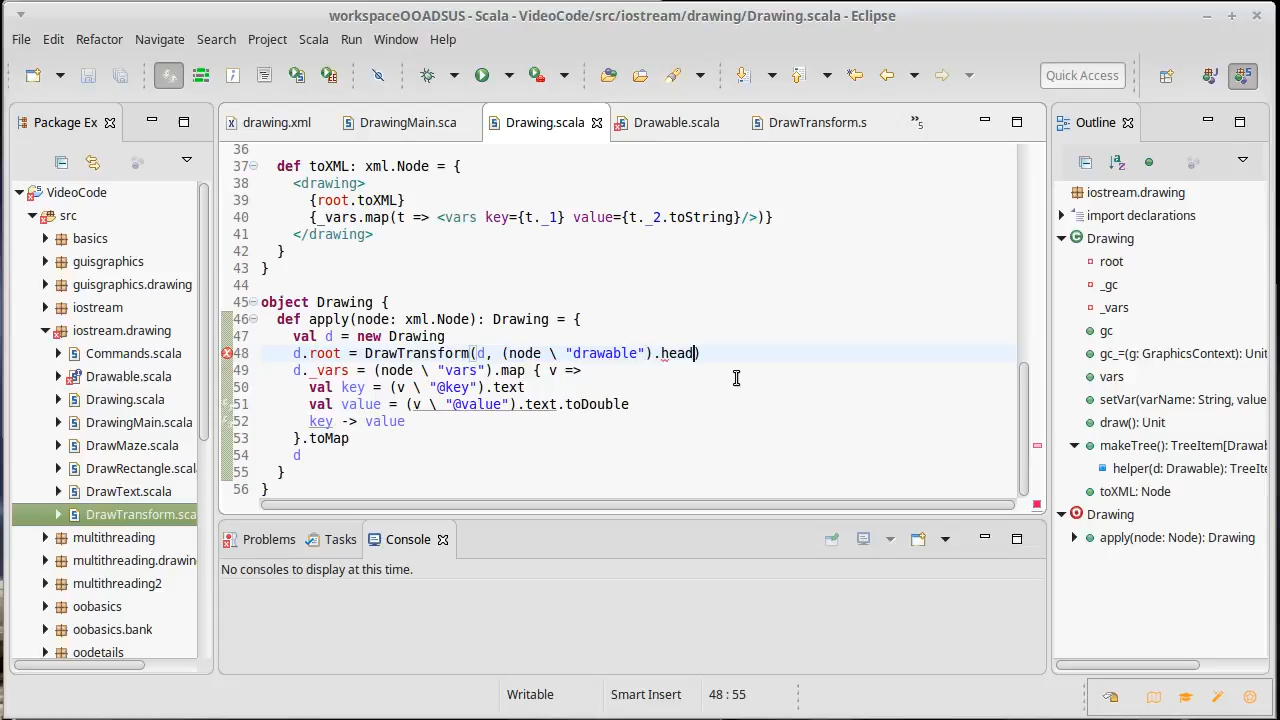 workspaceOOADSUS - Scala - VideoCode/src/iostream/drawing/Drawing.scala - Eclipse
File Edit Refactor Navigate Search Project Scala Run Window Help
Quick Access
Package Ex
VideoCode
src
basics
guisgraphics
guisgraphics.drawing
iostream
iostream.drawing
Commands.scala
Drawable.scala
Drawing.scala
DrawingMain.scala
DrawMaze.scala
DrawRectangle.scal
DrawText.scala
DrawTransform.sca
multithreading
multithreading.drawin
multithreading2
oobasics
oobasics.bank
oodetails
drawing.xml DrawingMain.sca Drawing.scala Drawable.scala DrawTransform.s »5
36
37 def toXML: xml.Node = {
38 <drawing>
39 {root.toXML}
40 {_vars.map(t => <vars key={t._1} value={t._2.toString}/>)}
41 </drawing>
42 }
43 }
44
45 object Drawing {
46 def apply(node: xml.Node): Drawing = {
47 val d = new Drawing
48 d.root = DrawTransform(d, (node \ "drawable").head)
49 d._vars = (node \ "vars").map { v =>
50 val key = (v \ "@key").text
51 val value = (v \ "@value").text.toDouble
52 key -> value
53 }.toMap
54 d
55 }
56 }
Problems Tasks Console
No consoles to display at this time.
Outline
iostream.drawing
import declarations
Drawing
root
_gc
_vars
gc
gc_=(g: GraphicsContext): Unit
vars
setVar(varName: String, value
draw(): Unit
makeTree(): TreeItem[Drawab
helper(d: Drawable): TreeIte
toXML: Node
Drawing
apply(node: Node): Drawing
Writable Smart Insert 48 : 55